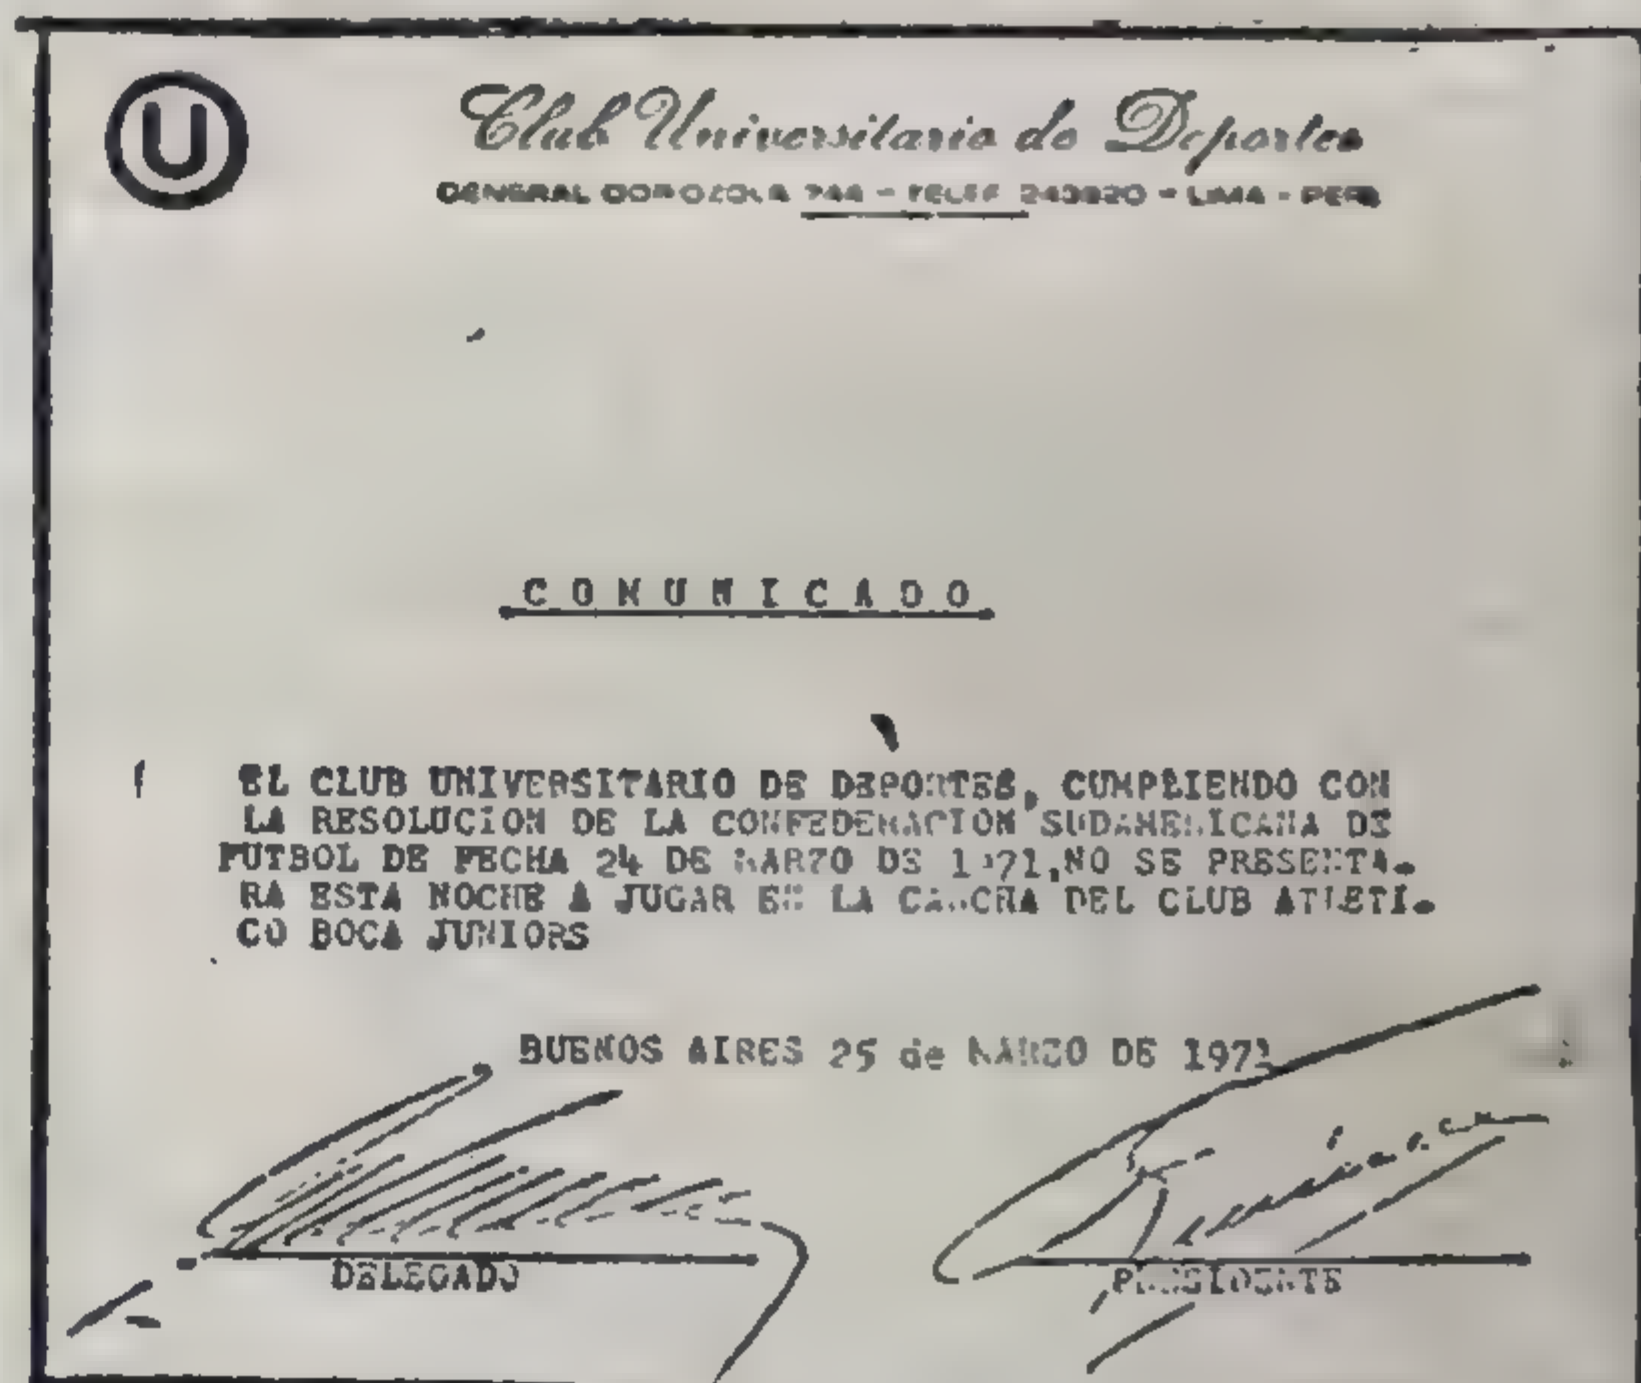 U
Club Universitario de Deportes
GENERAL - TELEF 243820 - LIMA - PERU
COMUNICADO
EL CLUB UNIVERSITARIO DE DEPORTES, CUMPLIENDO CON
LA RESOLUCION DE LA CONFEDERACION SUDAMERICANA DE
FUTBOL DE FECHA 24 DE MARZO DE 1971, NO SE PRESENTA-
RA ESTA NOCHE A JUGAR EN LA CANCHA DEL CLUB ATLETI-
CO BOCA JUNIORS
BUENOS AIRES 25 de MARZO DE 1971
DELEGADO
PRESIDENTE